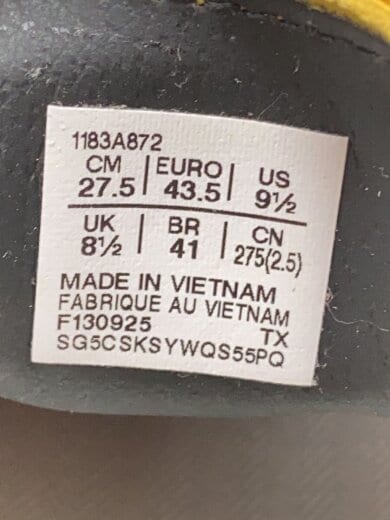 1183A872
CM EURO US
27.5 43.5 9½
UK BR CN
8½ 41 275(2.5)
MADE IN VIETNAM
FABRIQUE AU VIETNAM
F130925 TX
SG5CSKSYWQS55PQ